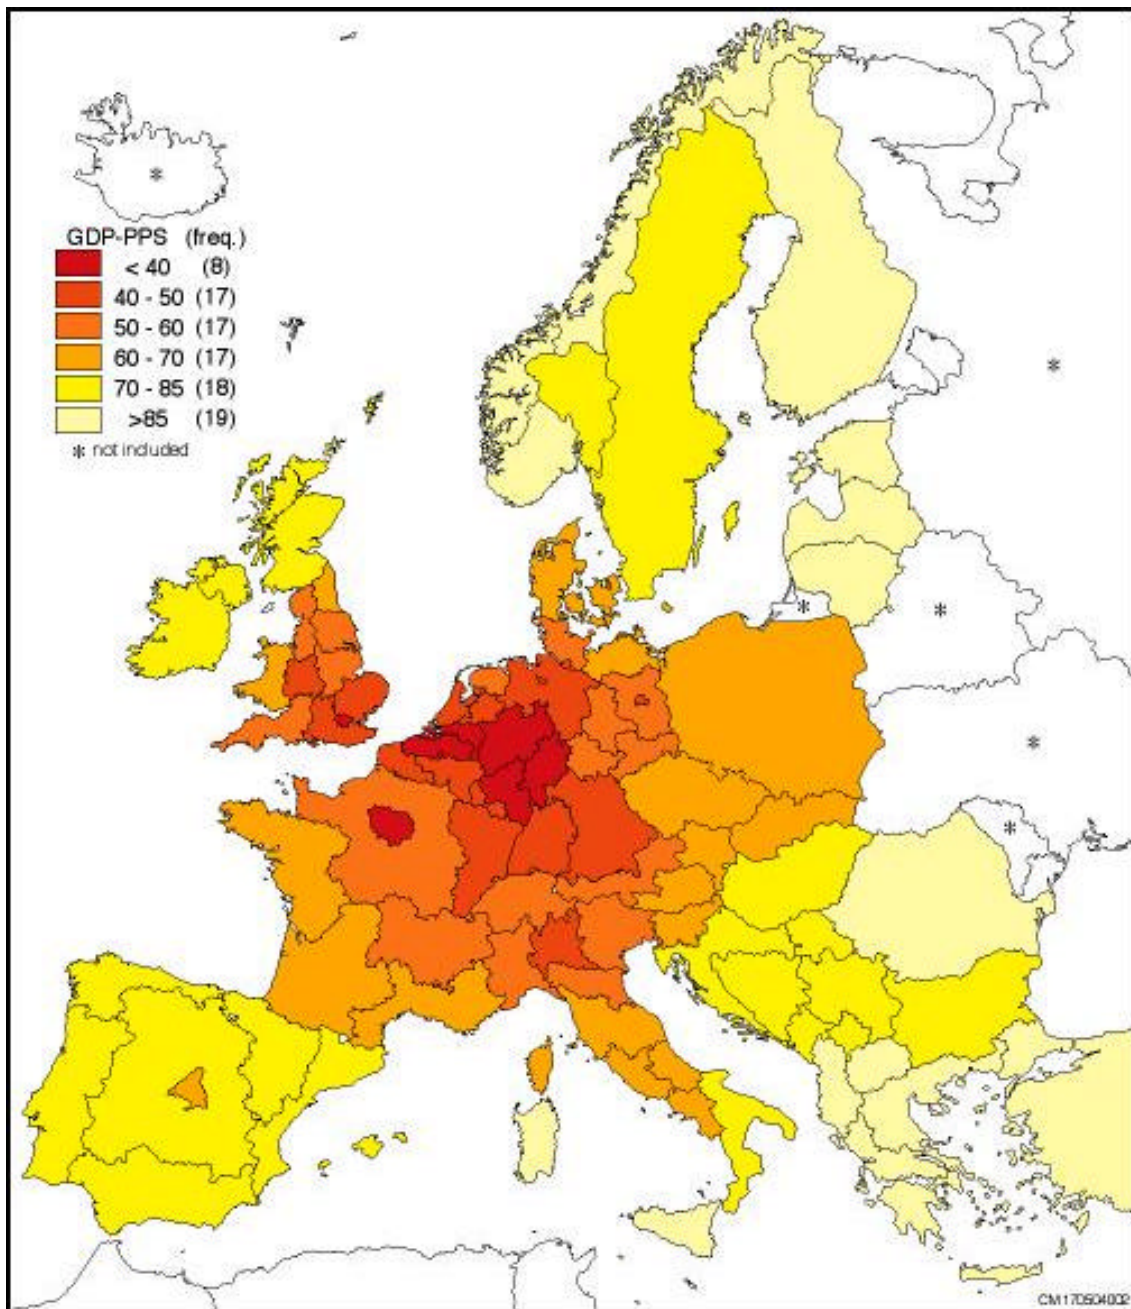 *
GDP-PPS (freq.)
< 40 (8)
40 - 50 (17)
50 - 60 (17)
60 - 70 (17)
70 - 85 (18)
>85 (19)
* not included
*
*
*
*
*
CM170504002